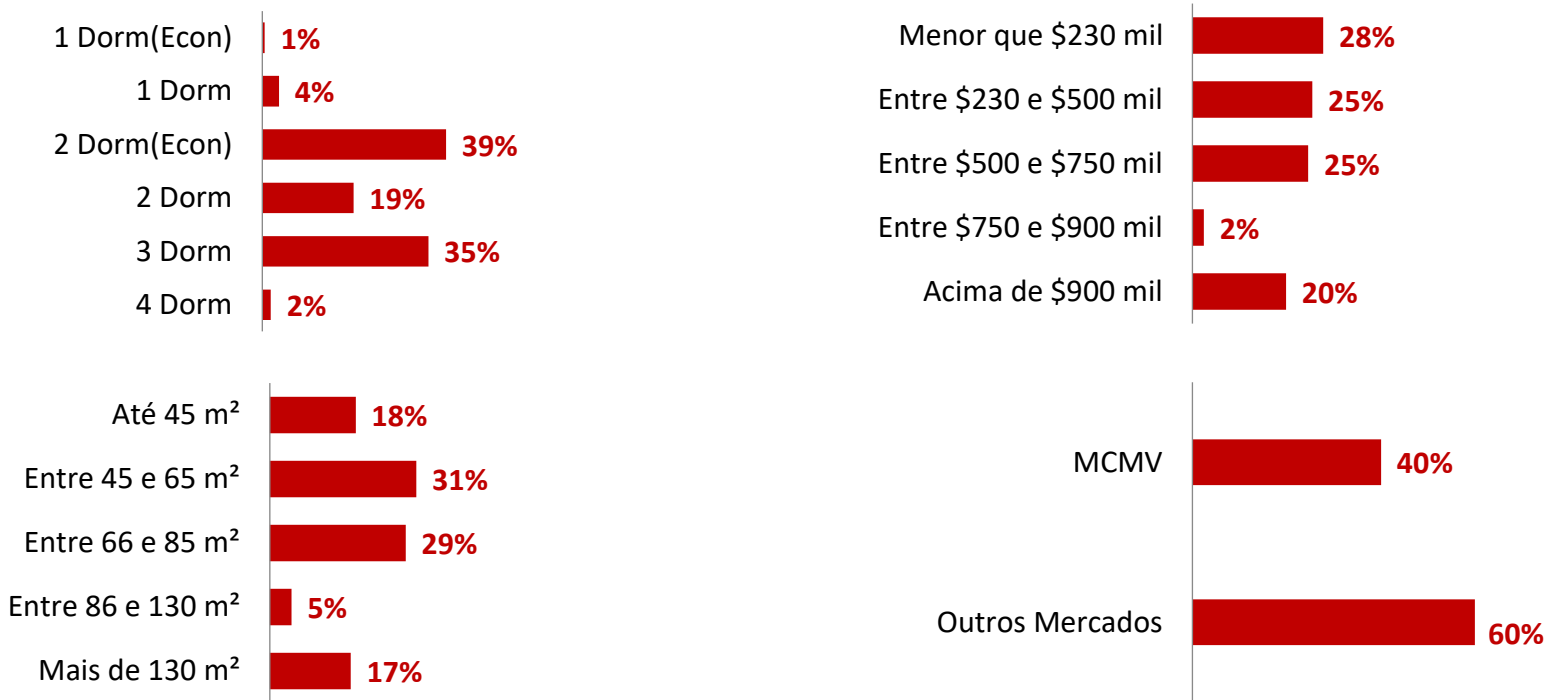 1 Dorm(Econ) 1%
1 Dorm 4%
2 Dorm(Econ) 39%
2 Dorm 19%
3 Dorm 35%
4 Dorm 2%
Menor que $230 mil 28%
Entre $230 e $500 mil 25%
Entre $500 e $750 mil 25%
Entre $750 e $900 mil 2%
Acima de $900 mil 20%
Até 45 m² 18%
Entre 45 e 65 m² 31%
Entre 66 e 85 m² 29%
Entre 86 e 130 m² 5%
Mais de 130 m² 17%
MCMV 40%
Outros Mercados 60%